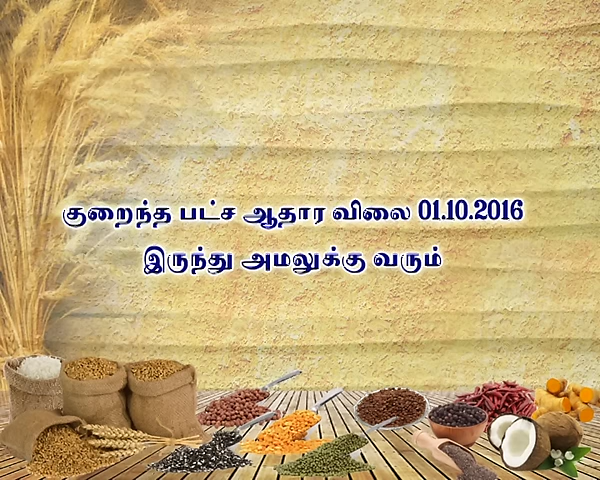 குறைந்த பட்ச ஆதார விலை 01.10.2016
இருந்து அமலுக்கு வரும்